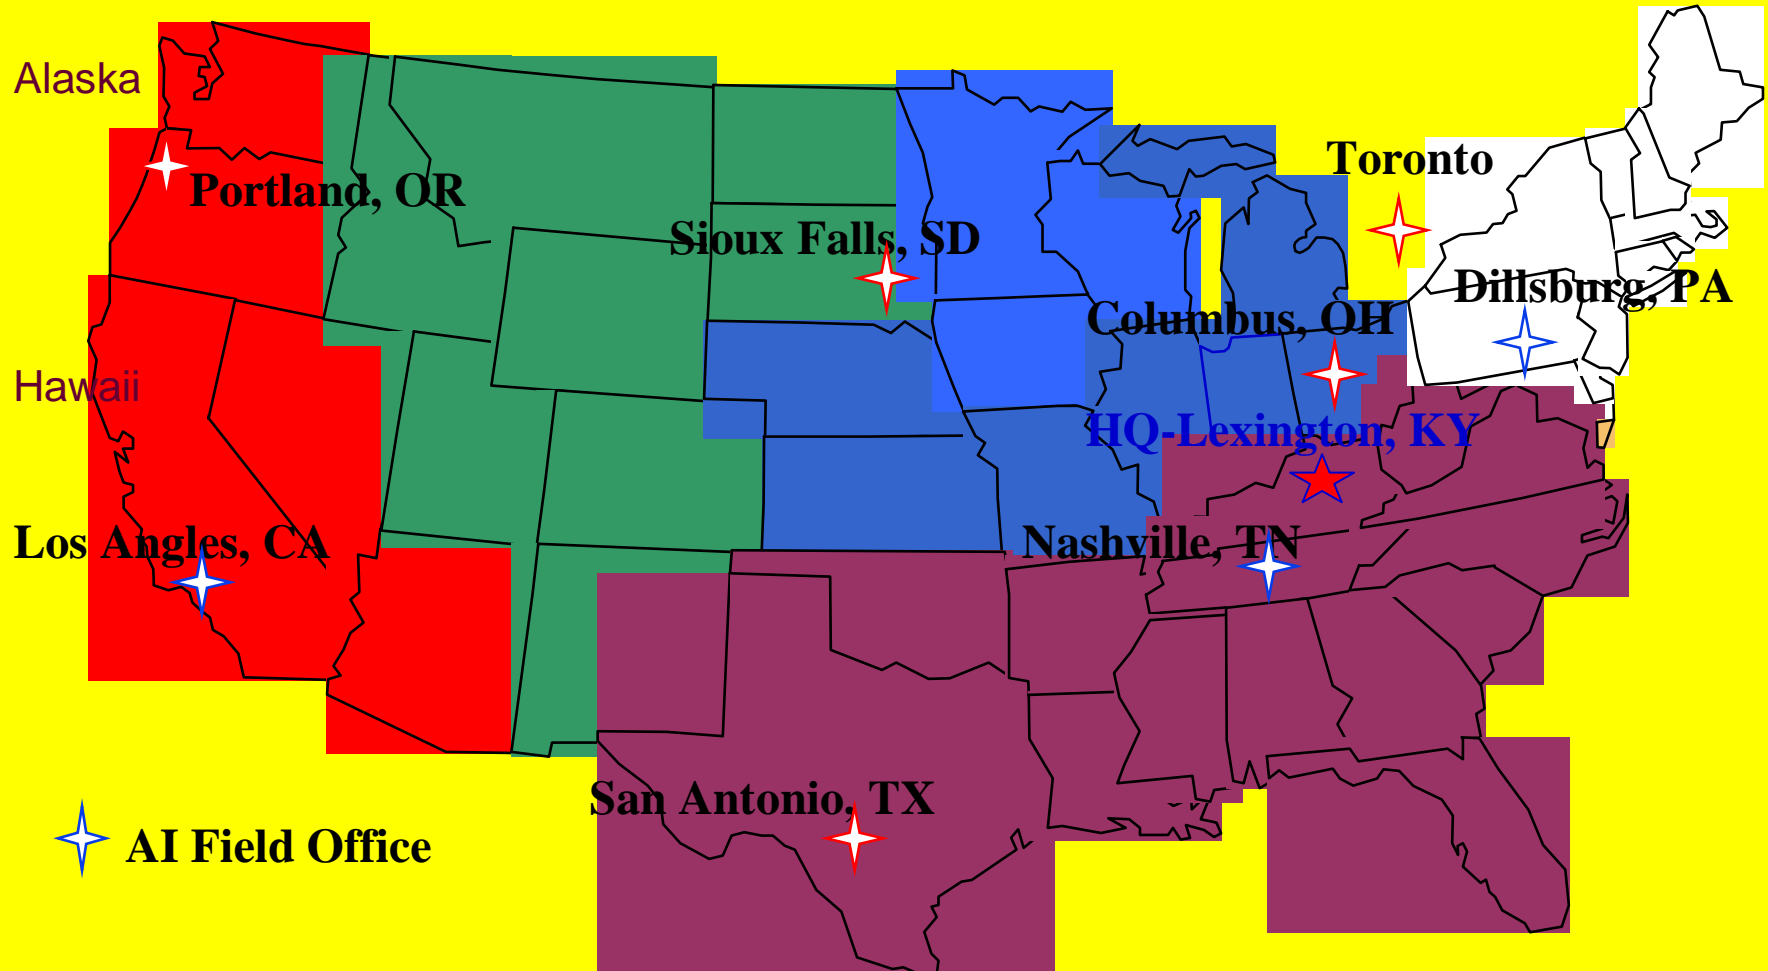 Alaska
Toronto
Portland, OR
Sioux Falls, SD
Dillsburg, PA
Columbus, OH
Hawaii
HQ-Lexington, KY
Los Angles, CA
Nashville, TN
San Antonio, TX
AI Field Office